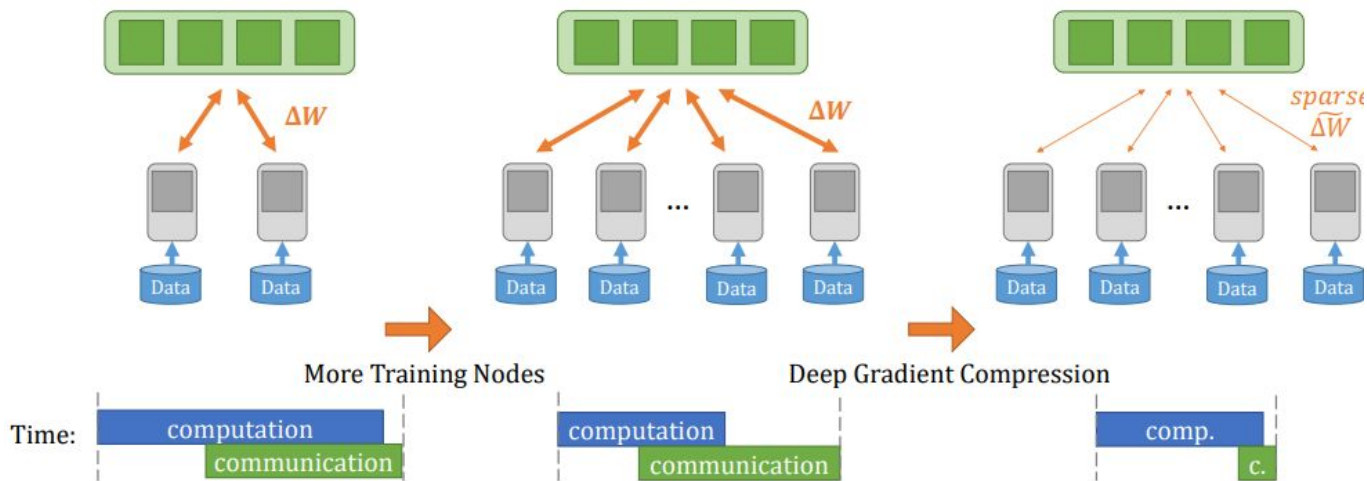 ΔW
ΔW
sparse
\widetilde{ΔW}
...
...
Data Data
Data Data Data Data
Data Data Data Data
More Training Nodes
Deep Gradient Compression
Time:
computation
communication
computation
communication
comp.
c.